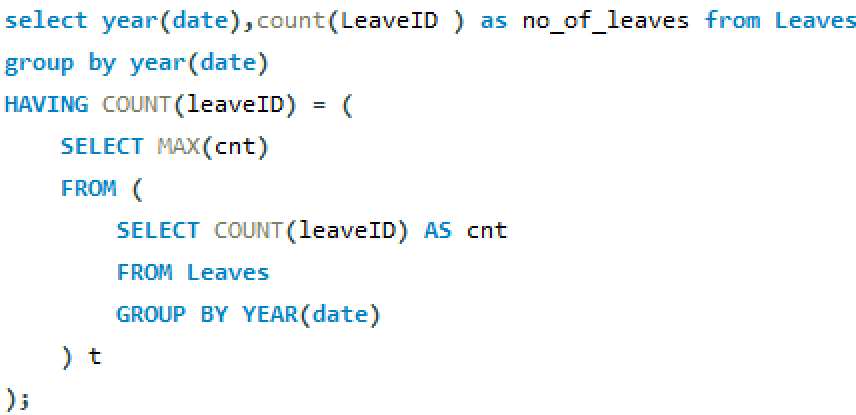 select year(date),count(LeaveID ) as no_of_leaves from Leaves
group by year(date)
HAVING COUNT(leaveID) = (
    SELECT MAX(cnt)
    FROM (
        SELECT COUNT(leaveID) AS cnt
        FROM Leaves
        GROUP BY YEAR(date)
    ) t
);